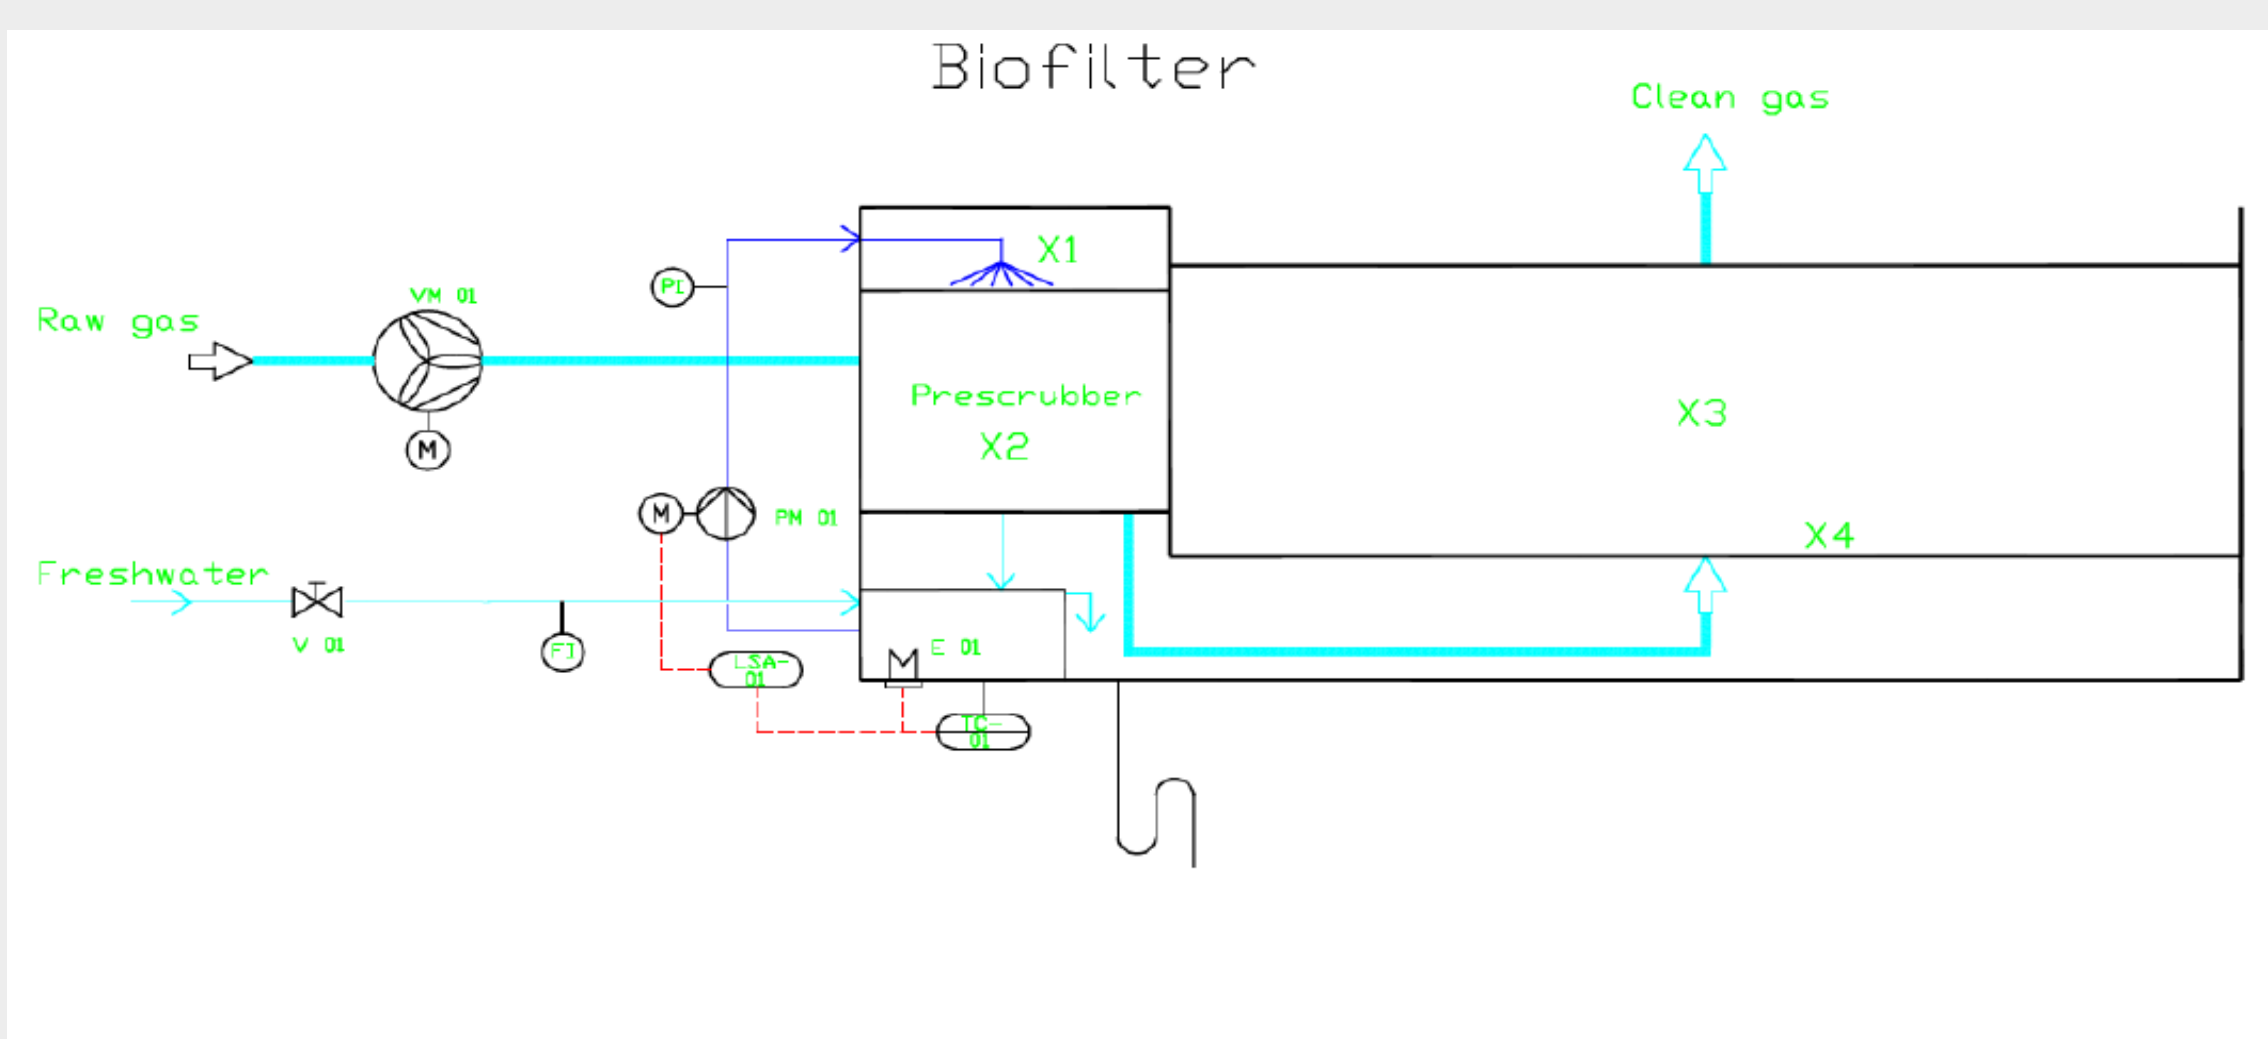 Biofilter
Clean gas
X1
VM 01
PI
Raw gas
M
Prescrubber
X2
X3
M
PM 01
X4
Freshwater
V 01
FI
E 01
LSA-
01
TC-
01